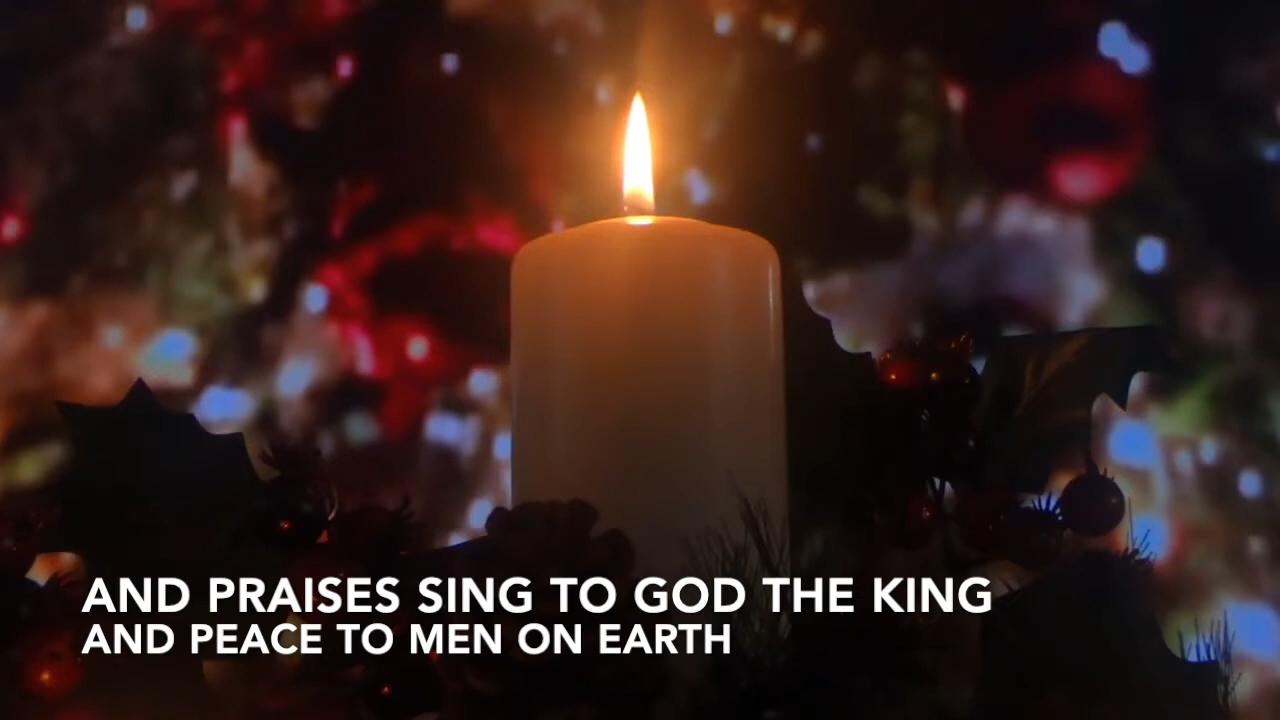 AND PRAISES SING TO GOD THE KING
AND PEACE TO MEN ON EARTH